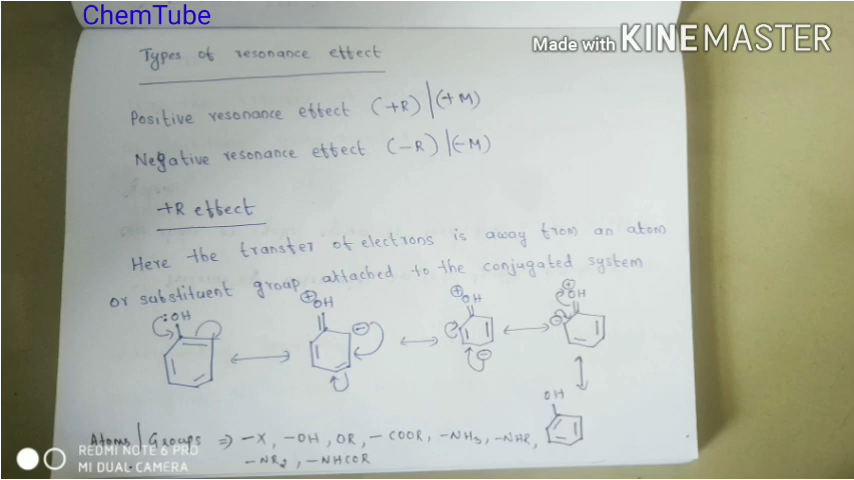 ChemTube
Made with KINEMASTER
Types of resonance effect
Positive resonance effect (+R) | (+M)
Negative resonance effect (-R) | (-M)
+R effect
Here the transfer of electrons is away from an atom
or substituent group attached to the conjugated system
:OH
⊕OH
⊖
⊕OH
⊖
⊕OH
⊖
OH
Atoms | Groups ⇒ -X, -OH, OR, -COOR, -NH₃, -NHR,
-NR₂, -NHCOR
REDMI NOTE 6 PRO
MI DUAL CAMERA